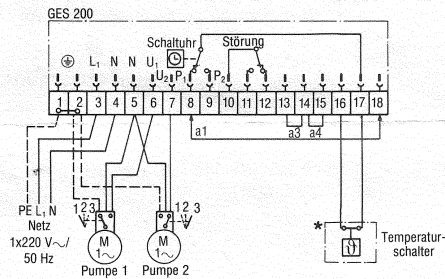 GES 200
Schaltuhr
Störung
L₁ N N U₁
U₂ P₁ P₂
1 2 3 4 5 6 7 8 9 10 11 12 13 14 15 16 17 18
a1 a3 a4
PE L₁ N
Netz
1x220 V~/
50 Hz
1 2 3
M
1~
Pumpe 1
1 2 3
M
1~
Pumpe 2
*
ϑ
Temperatur-
schalter